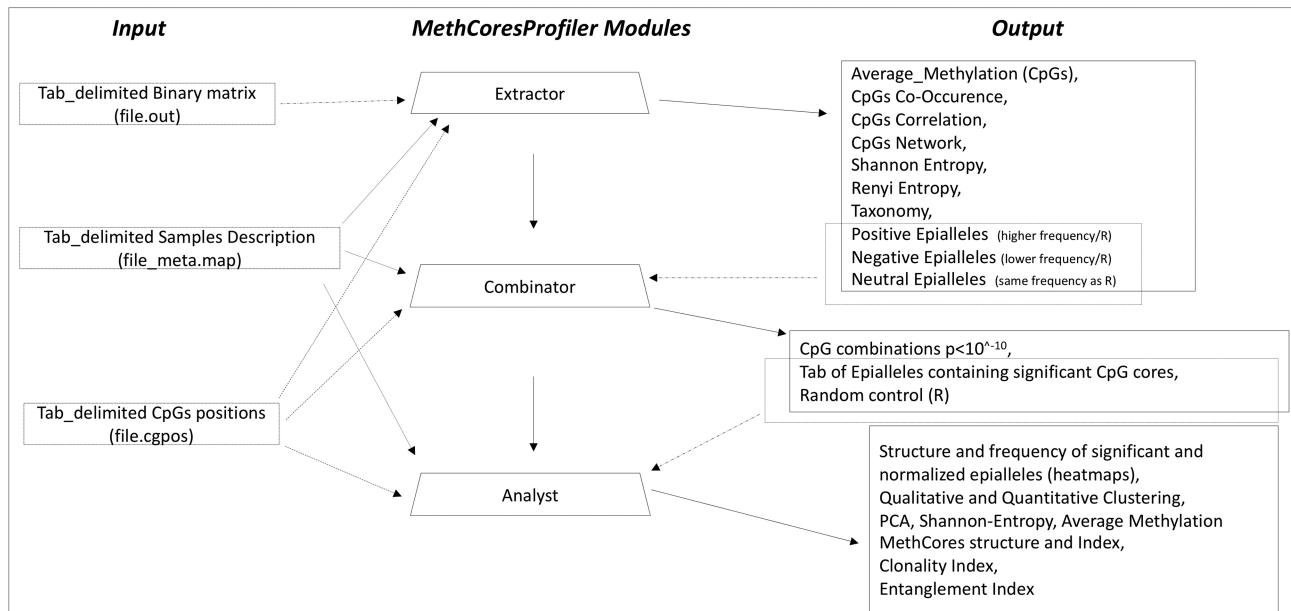 Input
MethCoresProfiler Modules
Output
Tab_delimited Binary matrix
(file.out)
Extractor
Average_Methylation (CpGs),
CpGs Co-Occurence,
CpGs Correlation,
CpGs Network,
Shannon Entropy,
Renyi Entropy,
Taxonomy,
Positive Epialleles (higher frequency/R)
Negative Epialleles (lower frequency/R)
Neutral Epialleles (same frequency as R)
Tab_delimited Samples Description
(file_meta.map)
Combinator
CpG combinations p<10^-10,
Tab of Epialleles containing significant CpG cores,
Random control (R)
Tab_delimited CpGs positions
(file.cgpos)
Analyst
Structure and frequency of significant and
normalized epialleles (heatmaps),
Qualitative and Quantitative Clustering,
PCA, Shannon-Entropy, Average Methylation
MethCores structure and Index,
Clonality Index,
Entanglement Index